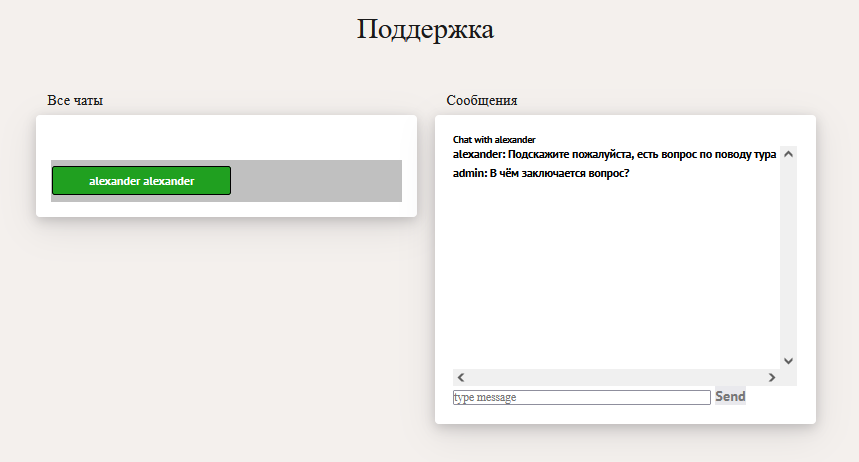 Поддержка
Все чаты
alexander alexander
Сообщения
Chat with alexander
alexander: Подскажите пожалуйста, есть вопрос по поводу тура
admin: В чём заключается вопрос?
type message
Send